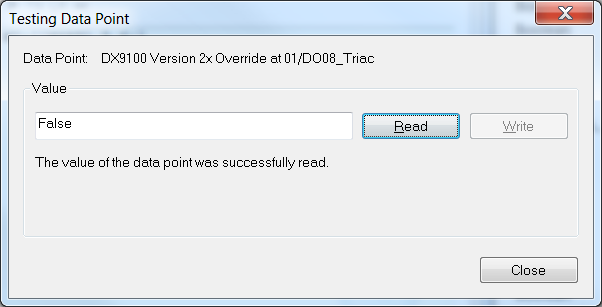 Testing Data Point
Data Point: DX9100 Version 2x Override at 01/DO08_Triac
Value
False
Read
Write
The value of the data point was successfully read.
Close